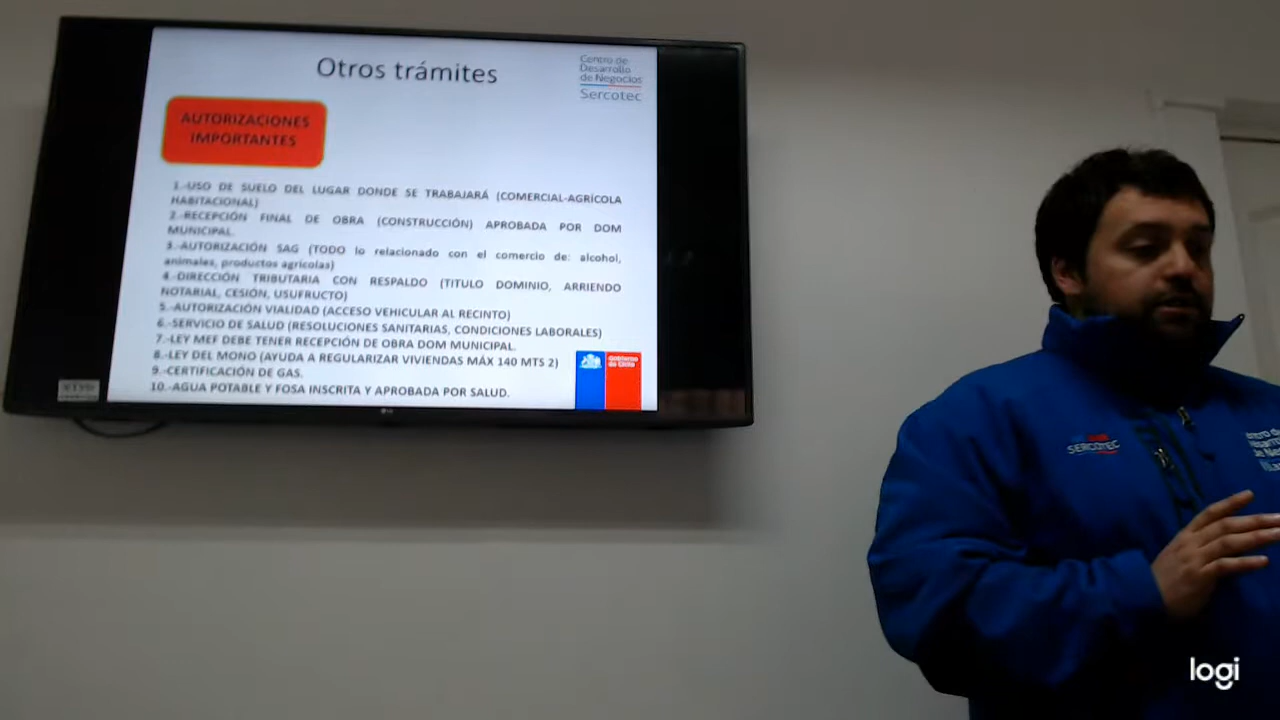 Otros trámites
Centro de
Desarrollo
de Negocios
Sercotec
AUTORIZACIONES
IMPORTANTES
1.-USO DE SUELO DEL LUGAR DONDE SE TRABAJARÁ (COMERCIAL-AGRÍCOLA
HABITACIONAL)
2.-RECEPCIÓN FINAL DE OBRA (CONSTRUCCIÓN) APROBADA POR DOM
MUNICIPAL.
3.-AUTORIZACIÓN SAG (TODO lo relacionado con el comercio de: alcohol,
animales, productos agrícolas)
4.-DIRECCIÓN TRIBUTARIA CON RESPALDO (TITULO DOMINIO, ARRIENDO
NOTARIAL, CESIÓN, USUFRUCTO)
5.-AUTORIZACIÓN VIALIDAD (ACCESO VEHICULAR AL RECINTO)
6.-SERVICIO DE SALUD (RESOLUCIONES SANITARIAS, CONDICIONES LABORALES)
7.-LEY MEF DEBE TENER RECEPCIÓN DE OBRA DOM MUNICIPAL.
8.-LEY DEL MONO (AYUDA A REGULARIZAR VIVIENDAS MÁX 140 MTS 2)
9.-CERTIFICACIÓN DE GAS.
10.-AGUA POTABLE Y FOSA INSCRITA Y APROBADA POR SALUD.
Gobierno
de Chile
LG
SERCOTEC
logi